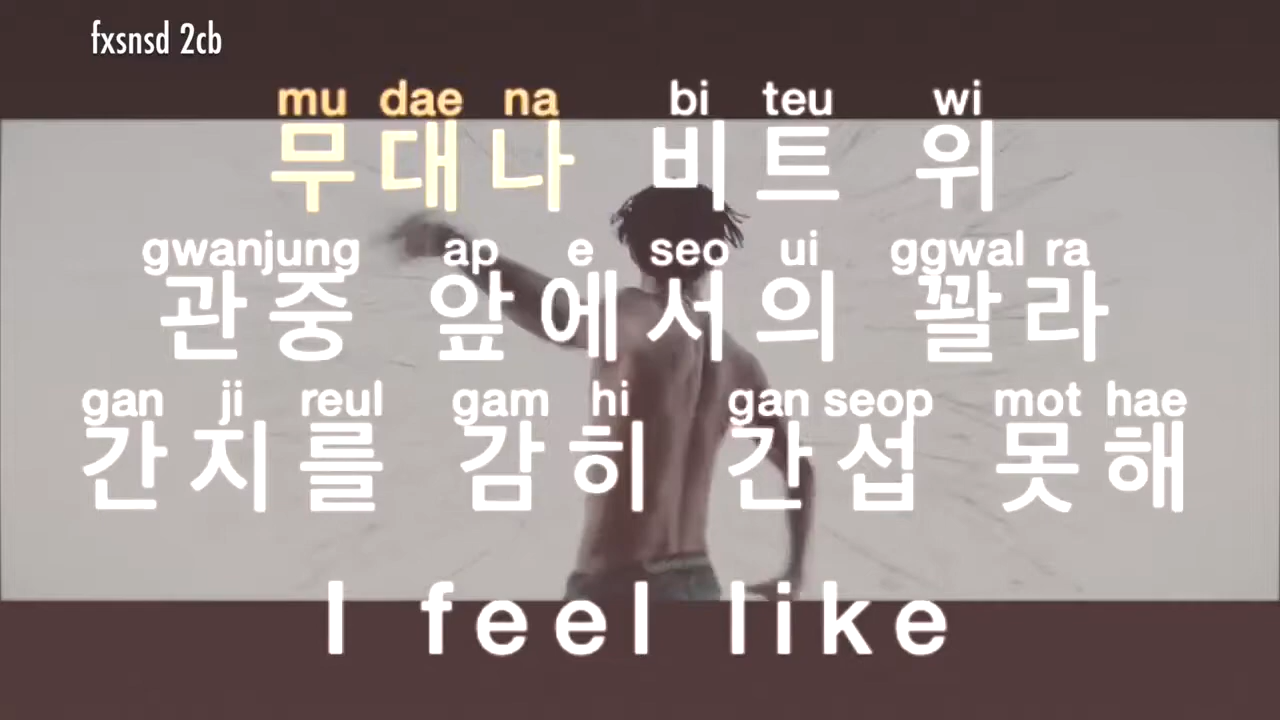 fxsnsd 2cb
mu dae na bi teu wi
무대나 비트 위
gwanjung ap e seo ui ggwal ra
관중 앞에서의 꽐라
gan ji reul gam hi gan seop mot hae
간지를 감히 간섭 못해
I feel like